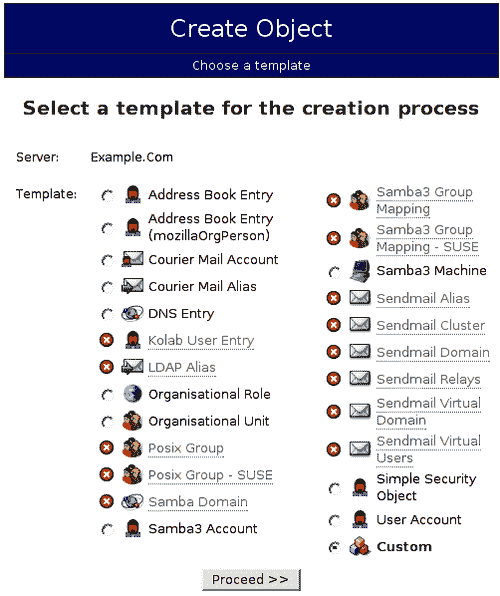 Create Object
Choose a template
Select a template for the creation process
Server: Example.Com
Template:
Address Book Entry
Address Book Entry
(mozillaOrgPerson)
Courier Mail Account
Courier Mail Alias
DNS Entry
Kolab User Entry
LDAP Alias
Organisational Role
Organisational Unit
Posix Group
Posix Group - SUSE
Samba Domain
Samba3 Account
Samba3 Group
Mapping
Samba3 Group
Mapping - SUSE
Samba3 Machine
Sendmail Alias
Sendmail Cluster
Sendmail Domain
Sendmail Relays
Sendmail Virtual
Domain
Sendmail Virtual
Users
Simple Security
Object
User Account
Custom
Proceed >>